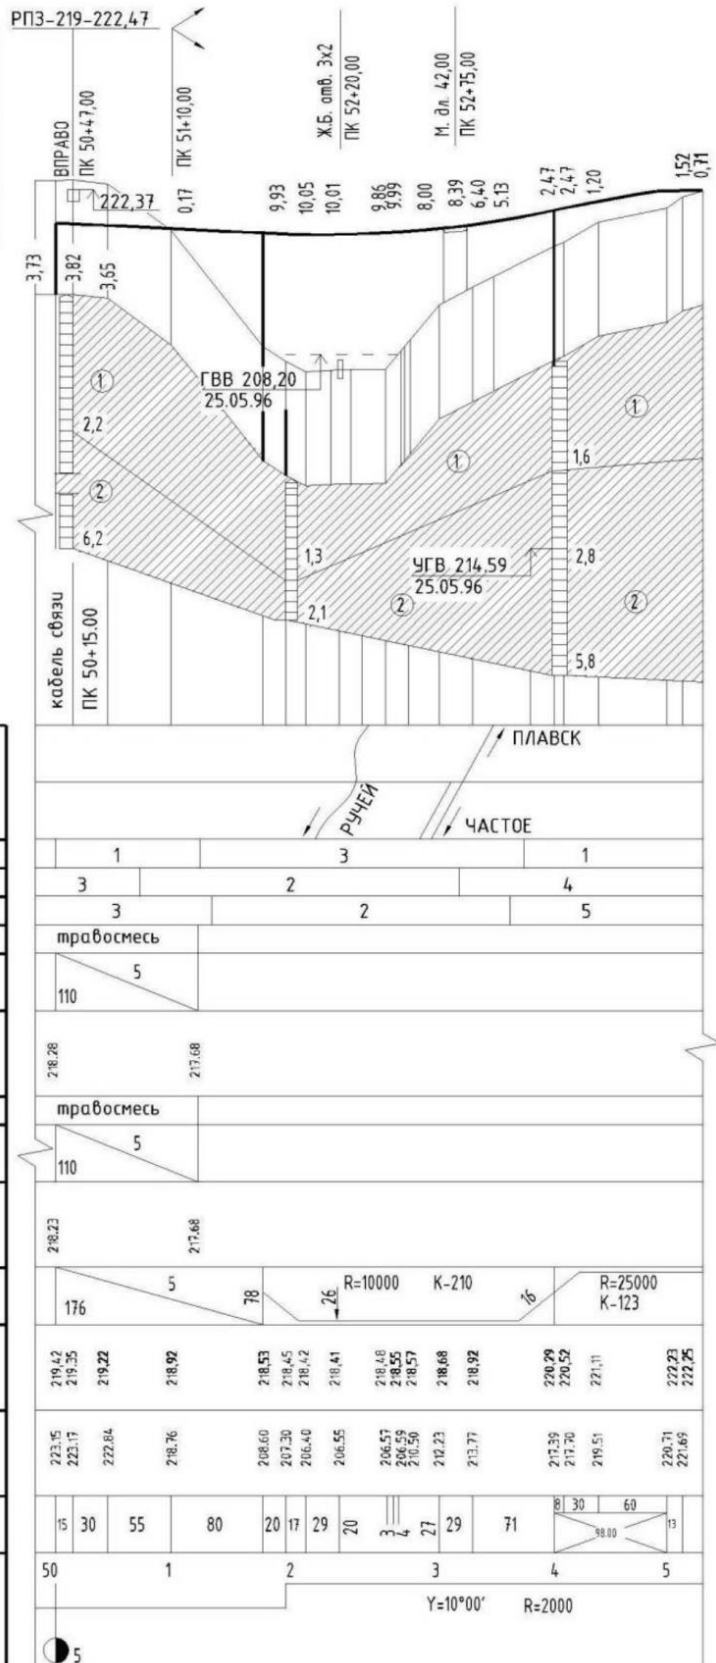 РПЗ-219-222,47
ВПРАВО
ПК 50+47,00
ПК 51+10,00
Ж.Б. отв. 3х2
ПК 52+20,00
М. дл. 42,00
ПК 52+75,00
222,37
3,73
3,82
3,65
0,17
9,93
10,05
10,01
9,86
9,99
8,00
8,39
6,40
5,13
2,47
2,47
1,20
1,52
0,71
ГВВ 208,20
25.05.96
1
2,2
2
6,2
1,3
2,1
1
2
УГВ 214.59
25.05.96
1,6
2,8
5,8
1
2
кабель связи
ПК 50+15.00
ПЛАВСК
РУЧЕЙ
ЧАСТОЕ
1 3 1
3 2 4
3 2 5
травосмесь
5
110
218.28 217.68
травосмесь
5
110
218.23 217.68
5
176
78
26
R=10000 К-210
16
R=25000
К-123
219,42 219.35 219,22 218,92 218,53 218,45 218,42 218,41 218,48 218,55 218,57 218,68 218,92 220,29 220,52 221,11 222,23 222,25
223.15 223.17 222.84 218.76 208.60 207.30 206.40 206.55 206.57 206.59 210.50 212.23 213.77 217.39 217.70 219.51 220.71 221.69
15 30 55 80 20 17 29 20 3 4 27 29 71 8 30 60 13
98.00
50 1 2 3 4 5
Y=10°00' R=2000
5